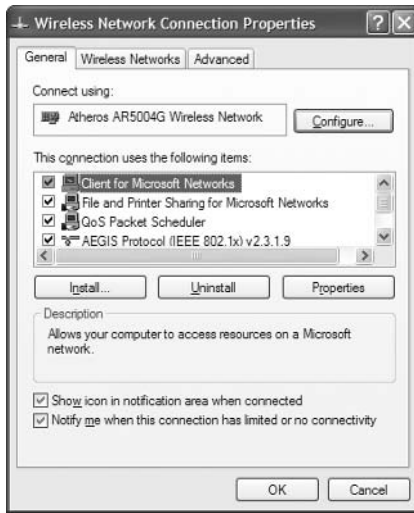 Wireless Network Connection Properties
General Wireless Networks Advanced
Connect using:
Atheros AR5004G Wireless Network
Configure...
This connection uses the following items:
Client for Microsoft Networks
File and Printer Sharing for Microsoft Networks
QoS Packet Scheduler
AEGIS Protocol (IEEE 802.1x) v2.3.1.9
Install... Uninstall Properties
Description
Allows your computer to access resources on a Microsoft
network.
Show icon in notification area when connected
Notify me when this connection has limited or no connectivity
OK Cancel